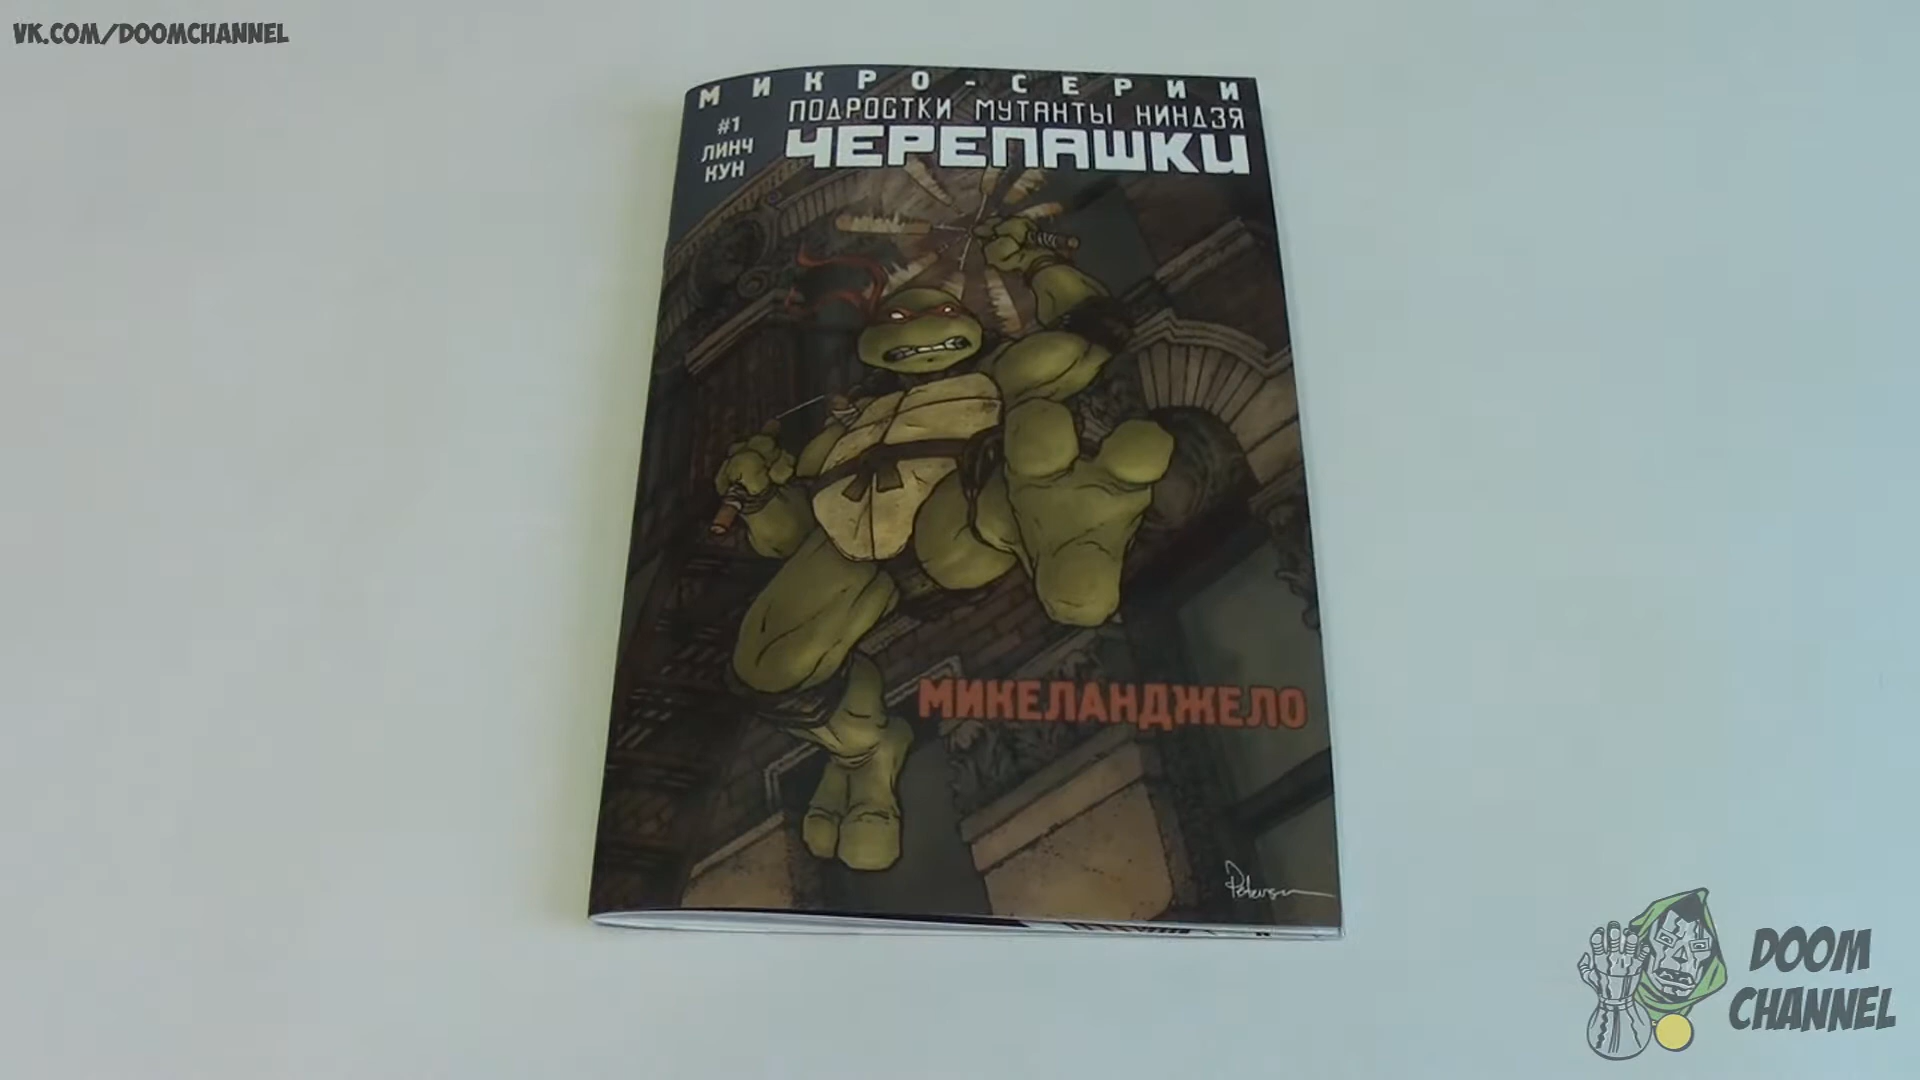 VK.COM/DOOMCHANNEL
МИКРО-СЕРИИ
ПОДРОСТКИ МУТАНТЫ НИНДЗЯ
ЧЕРЕПАШКИ
#1
ЛИНЧ
КУН
МИКЕЛАНДЖЕЛО
DOOM
CHANNEL